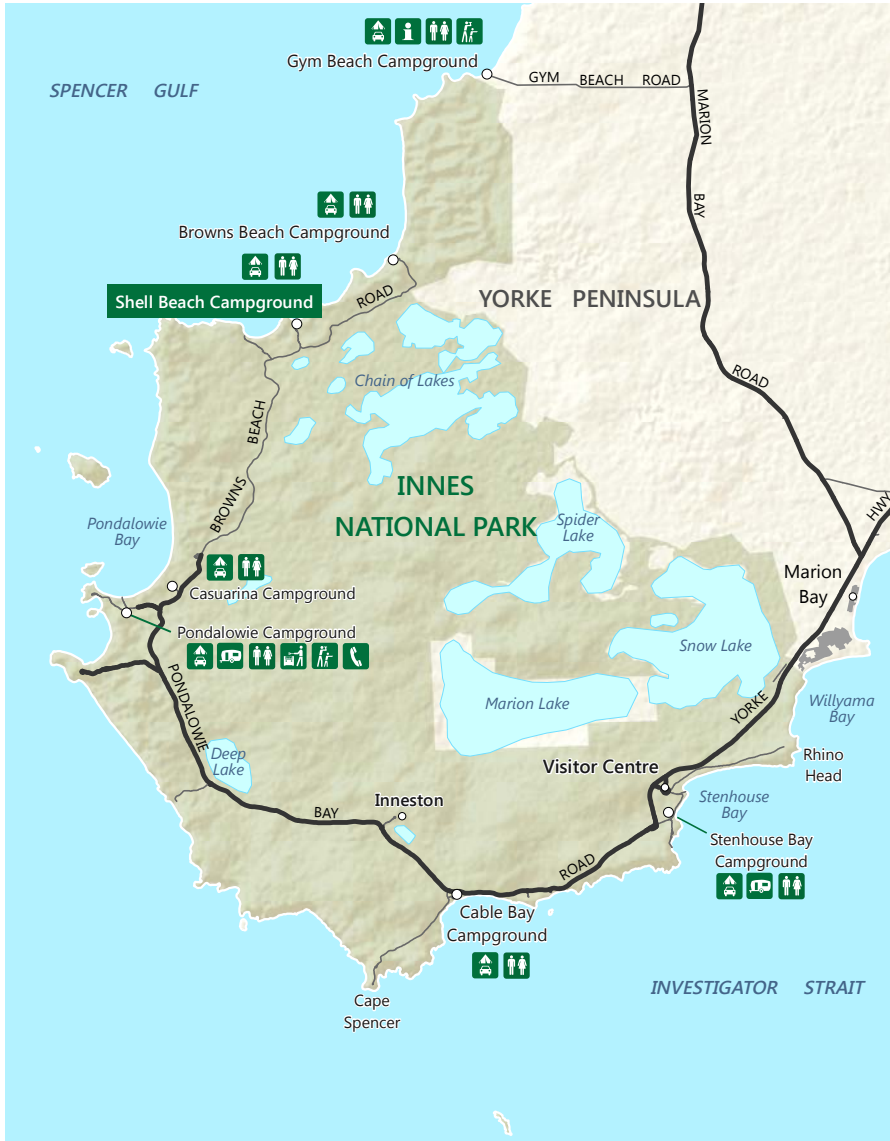 Gym Beach Campground
SPENCER GULF
GYM BEACH ROAD
MARION
BAY
ROAD
Browns Beach Campground
Shell Beach Campground
ROAD
YORKE PENINSULA
Chain of Lakes
BEACH
BROWNS
INNES
NATIONAL PARK
Spider
Lake
HWY
Pondalowie
Bay
Casuarina Campground
Marion
Bay
Pondalowie Campground
Snow Lake
PONDALOWIE
Marion Lake
YORKE
Willyama
Bay
Deep
Lake
Visitor Centre
Rhino
Head
BAY
Inneston
Stenhouse
Bay
Stenhouse Bay
Campground
ROAD
Cable Bay
Campground
Cape
Spencer
INVESTIGATOR STRAIT